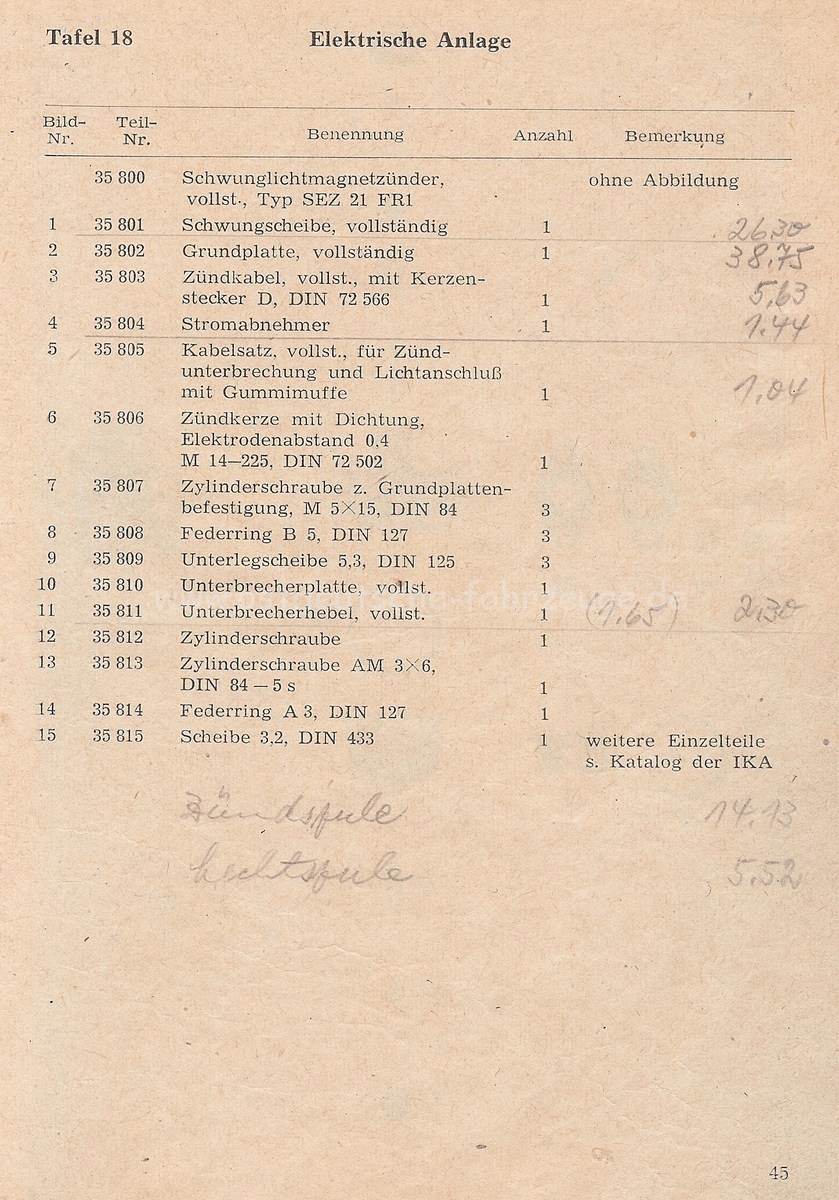 Tafel 18 Elektrische Anlage
Bild- Teil-
Nr. Nr. Benennung Anzahl Bemerkung
35 800 Schwunglichtmagnetzünder, ohne Abbildung
vollst., Typ SEZ 21 FR1
1 35 801 Schwungscheibe, vollständig 1 26.30
2 35 802 Grundplatte, vollständig 1 38,75
3 35 803 Zündkabel, vollst., mit Kerzen-
stecker D, DIN 72 566 1 5,63
4 35 804 Stromabnehmer 1 1.44
5 35 805 Kabelsatz, vollst., für Zünd-
unterbrechung und Lichtanschluß
mit Gummimuffe 1 1,04
6 35 806 Zündkerze mit Dichtung,
Elektrodenabstand 0,4
M 14—225, DIN 72 502 1
7 35 807 Zylinderschraube z. Grundplatten-
befestigung, M 5×15, DIN 84 3
8 35 808 Federring B 5, DIN 127 3
9 35 809 Unterlegscheibe 5,3, DIN 125 3
10 35 810 Unterbrecherplatte, vollst. 1
11 35 811 Unterbrecherhebel, vollst. 1 (1.65) 2,30
12 35 812 Zylinderschraube 1
13 35 813 Zylinderschraube AM 3×6,
DIN 84 — 5 s 1
14 35 814 Federring A 3, DIN 127 1
15 35 815 Scheibe 3,2, DIN 433 1 weitere Einzelteile
s. Katalog der IKA
Zündspule 14.13
Lichtspule 5.52
45